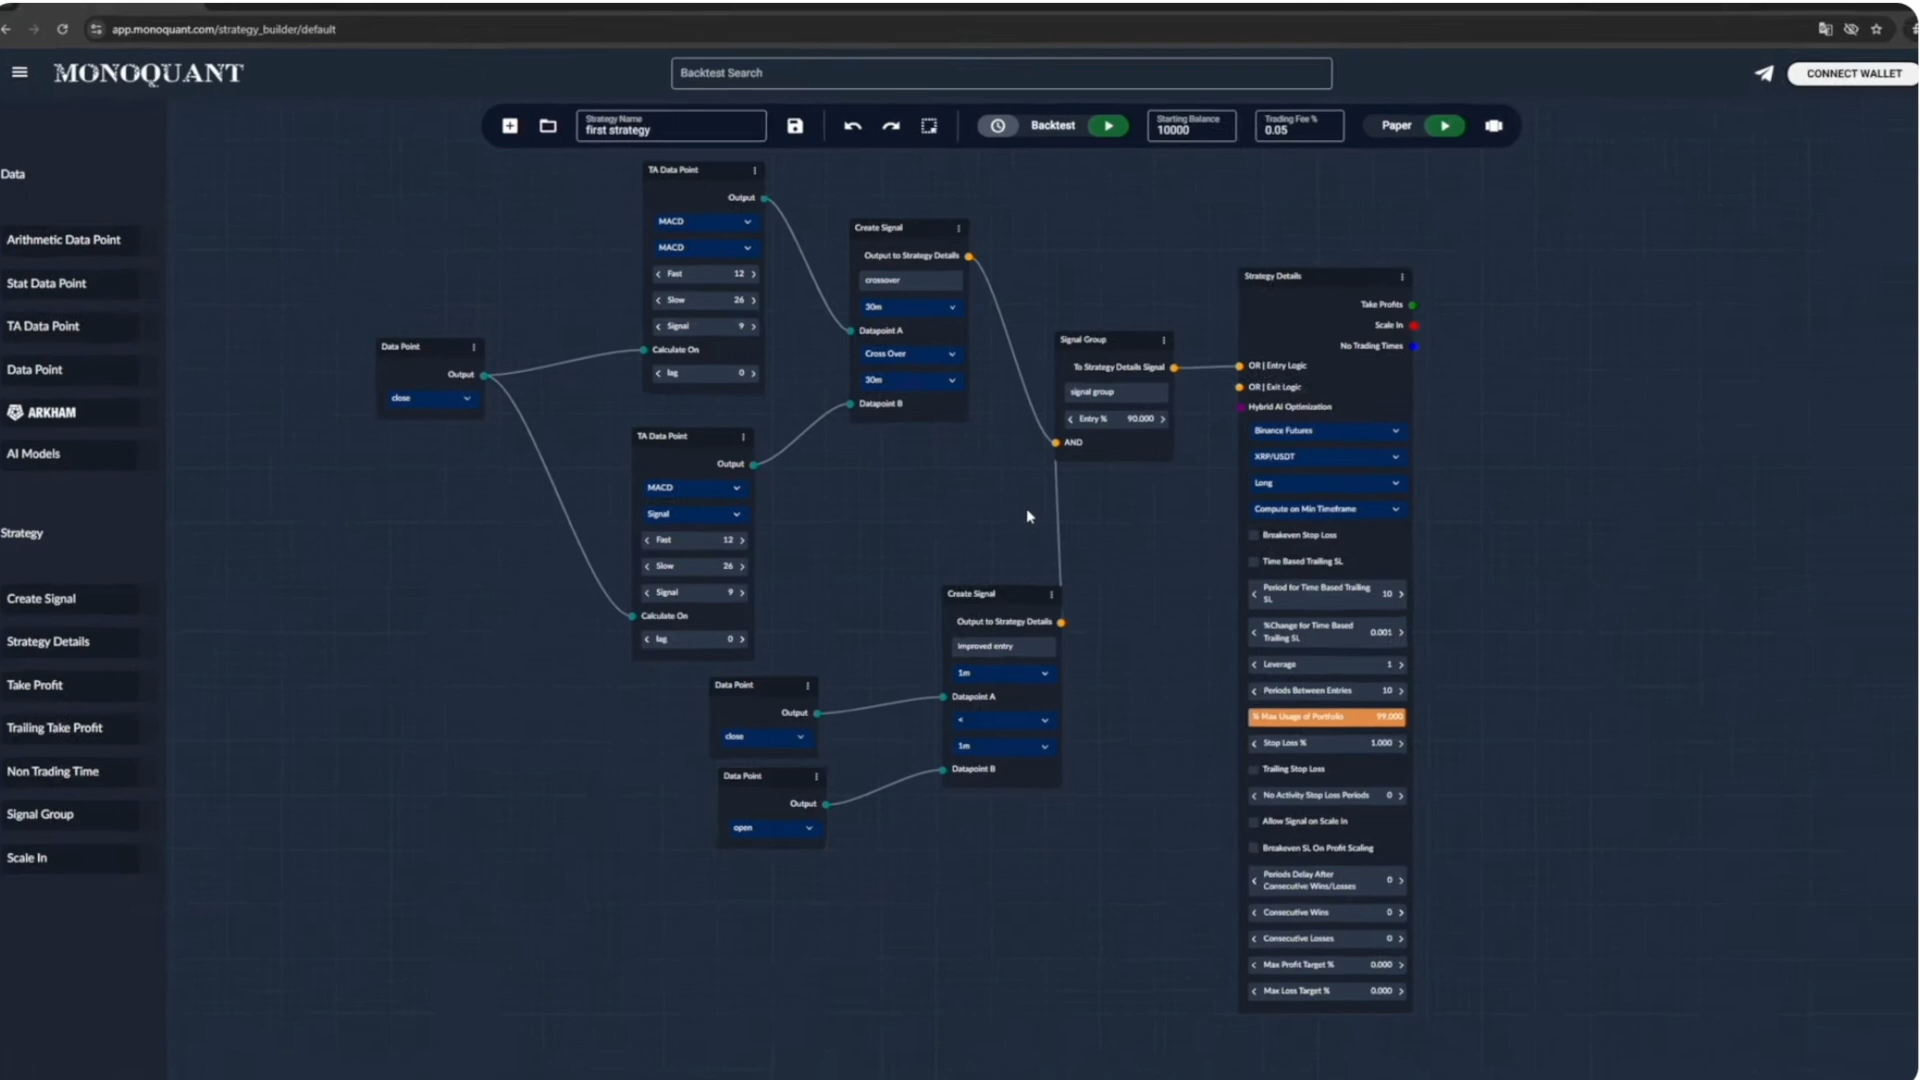 app.monoquant.com/strategy_builder/default
MONOQUANT
Backtest Search
CONNECT WALLET
Strategy Name
first strategy
Backtest
Starting Balance
10000
Trading Fee %
0.05
Paper
Data
Arithmetic Data Point
Stat Data Point
TA Data Point
Data Point
ARKHAM
AI Models
Strategy
Create Signal
Strategy Details
Take Profit
Trailing Take Profit
Non Trading Time
Signal Group
Scale In
Data Point
Output
close
TA Data Point
Output
MACD
MACD
Fast 12
Slow 26
Signal 9
Calculate On
lag 0
TA Data Point
Output
MACD
Signal
Fast 12
Slow 26
Signal 9
Calculate On
lag 0
Data Point
Output
close
Data Point
Output
open
Create Signal
Output to Strategy Details
crossover
30m
Datapoint A
Cross Over
30m
Datapoint B
Create Signal
Output to Strategy Details
Improved entry
1m
Datapoint A
<
1m
Datapoint B
Signal Group
To Strategy Details Signal
signal group
Entry % 90.000
AND
Strategy Details
Take Profits
Scale In
No Trading Times
OR | Entry Logic
OR | Exit Logic
Hybrid AI Optimization
Binance Futures
XRP/USDT
Long
Compute on Min Timeframe
Breakeven Stop Loss
Time Based Trailing SL
Period for Time Based Trailing
SL 10
%Change for Time Based
Trailing SL 0.001
Leverage 1
Periods Between Entries 10
% Max Usage of Portfolio 99.000
Stop Loss % 1.000
Trailing Stop Loss
No Activity Stop Loss Periods 0
Allow Signal on Scale In
Breakeven SL On Profit Scaling
Periods Delay After
Consecutive Wins/Losses 0
Consecutive Wins 0
Consecutive Losses 0
Max Profit Target % 0.000
Max Loss Target % 0.000